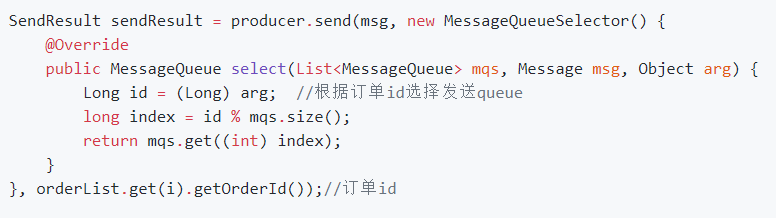 SendResult sendResult = producer.send(msg, new MessageQueueSelector() {
    @Override
    public MessageQueue select(List<MessageQueue> mqs, Message msg, Object arg) {
        Long id = (Long) arg;  //根据订单id选择发送queue
        long index = id % mqs.size();
        return mqs.get((int) index);
    }
}, orderList.get(i).getOrderId());//订单id